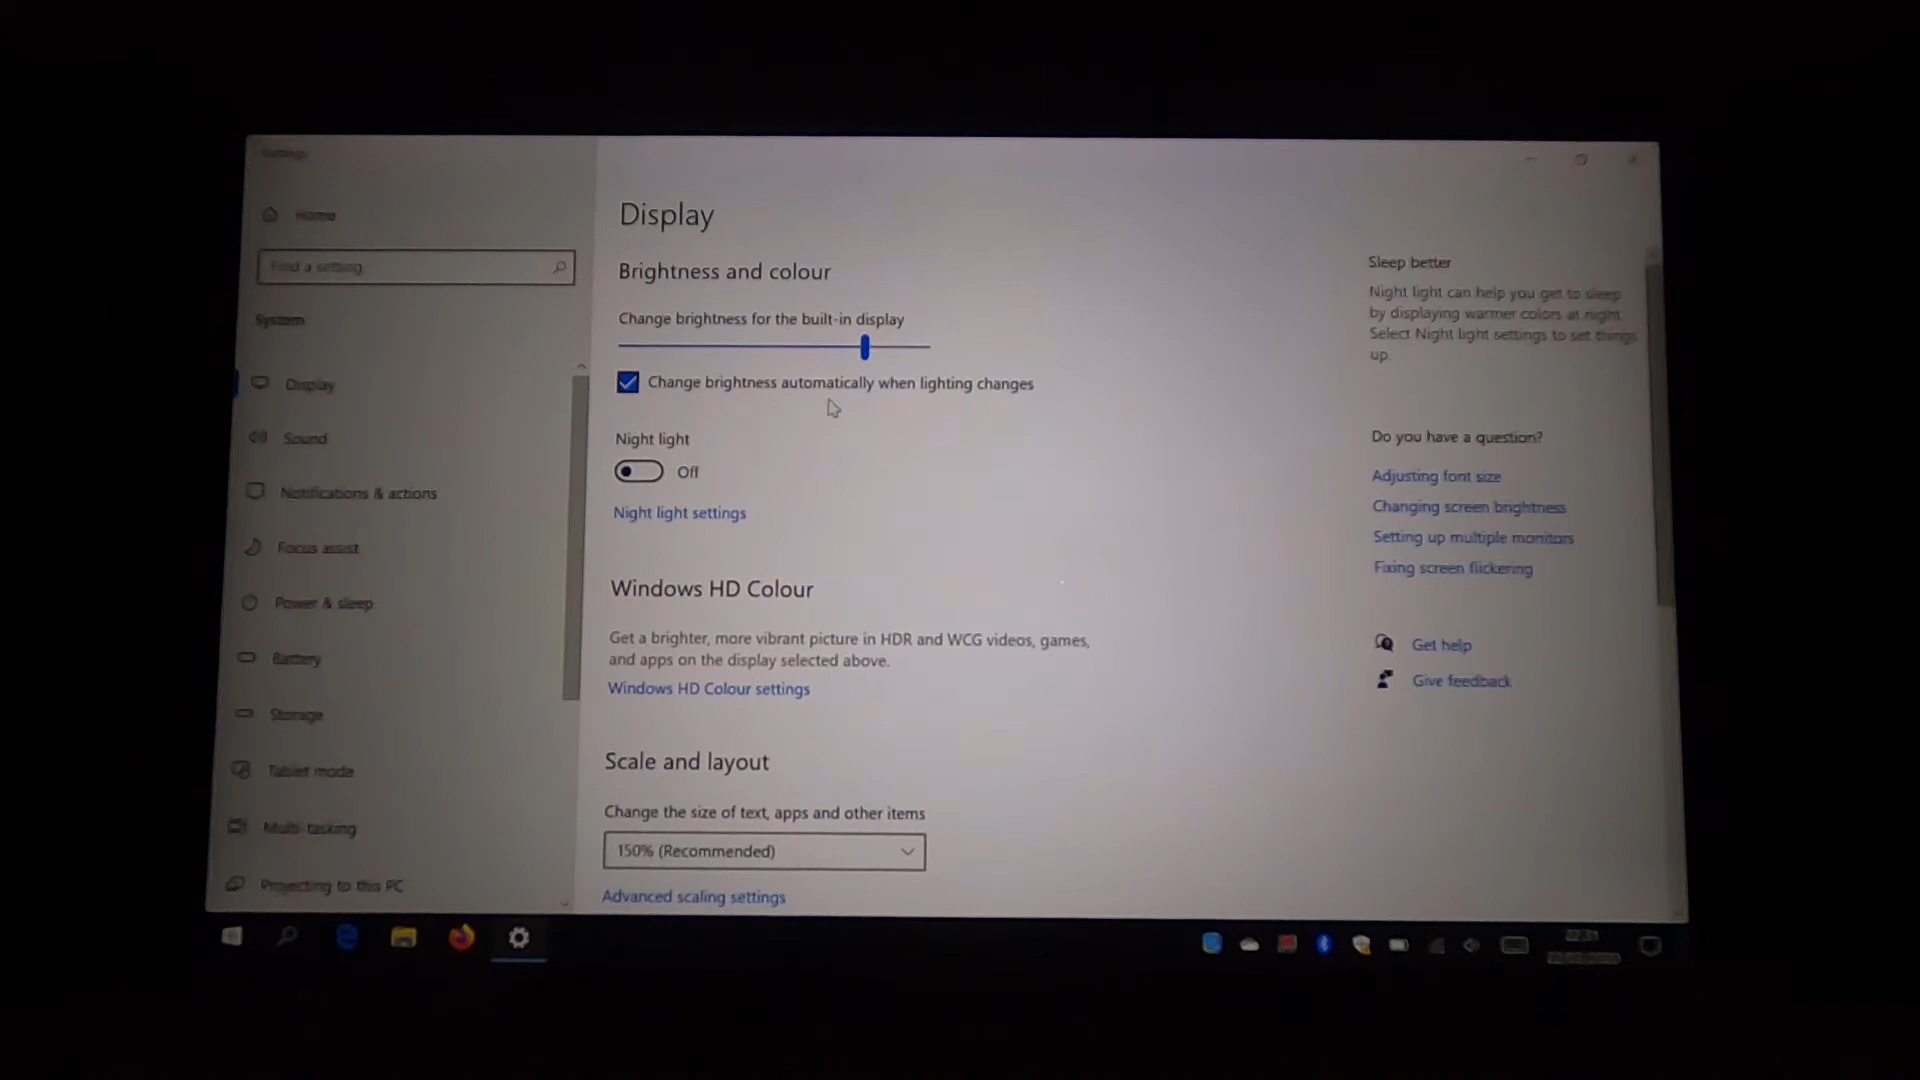 Settings
Home
Find a setting
System
Display
Sound
Notifications & actions
Focus assist
Power & sleep
Battery
Storage
Tablet mode
Multi-tasking
Projecting to this PC
Display
Brightness and colour
Change brightness for the built-in display
Change brightness automatically when lighting changes
Night light
Off
Night light settings
Windows HD Colour
Get a brighter, more vibrant picture in HDR and WCG videos, games,
and apps on the display selected above.
Windows HD Colour settings
Scale and layout
Change the size of text, apps and other items
150% (Recommended)
Advanced scaling settings
Sleep better
Night light can help you get to sleep
by displaying warmer colors at night.
Select Night light settings to set things
up.
Do you have a question?
Adjusting font size
Changing screen brightness
Setting up multiple monitors
Fixing screen flickering
Get help
Give feedback